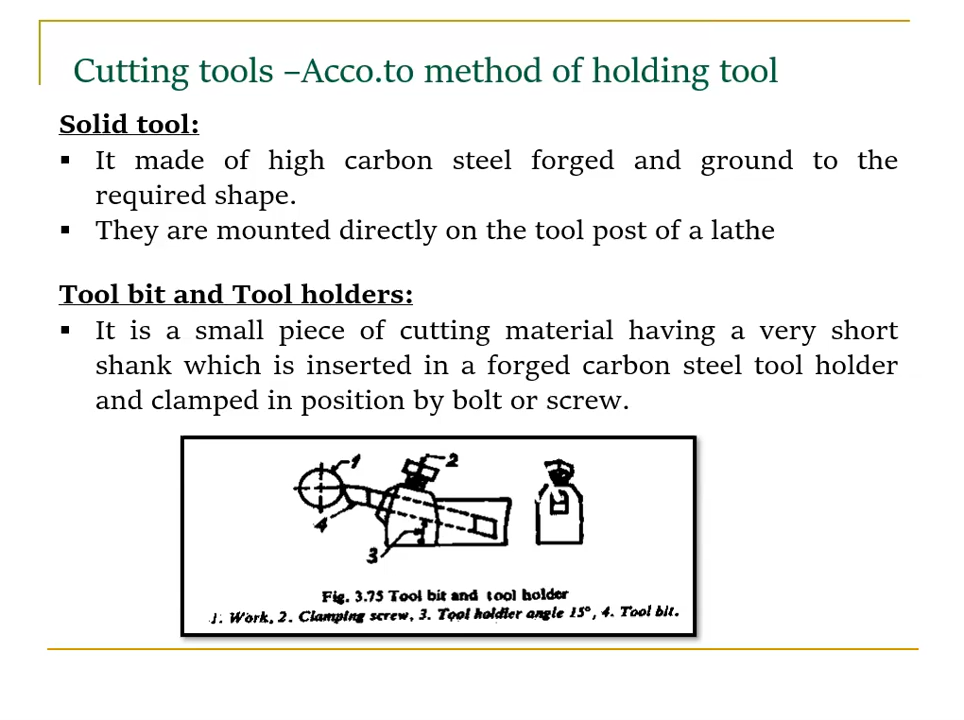 Cutting tools –Acco.to method of holding tool
Solid tool:
▪ It made of high carbon steel forged and ground to the
required shape.
▪ They are mounted directly on the tool post of a lathe
Tool bit and Tool holders:
▪ It is a small piece of cutting material having a very short
shank which is inserted in a forged carbon steel tool holder
and clamped in position by bolt or screw.
1
2
4
3
Fig. 3.75 Tool bit and tool holder
1. Work, 2. Clamping screw, 3. Tool holdier angle 15°, 4. Tool bit.